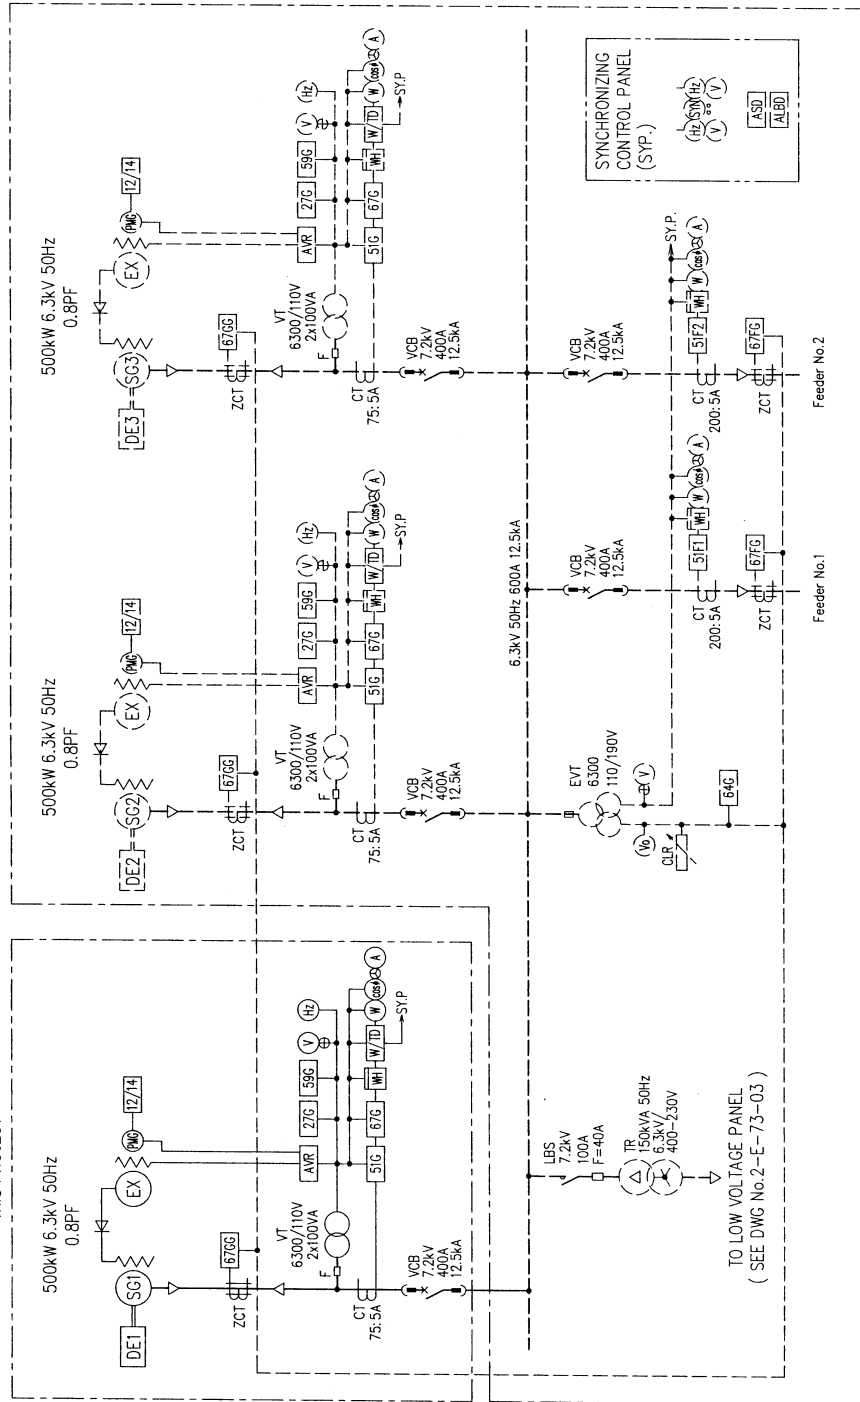 500kW 6.3kV 50Hz
0.8PF
DE1
SG1
EX
PMG
12/14
67GG
ZCT
AVR
27G
59G
V
Hz
VT
6300/110V
2x100VA
F
51G
67G
WH
W/TD
W
cosø
A
SY.P
CT
75:5A
VCB
7.2kV
400A
12.5kA
500kW 6.3kV 50Hz
0.8PF
DE2
SG2
EX
PMG
12/14
67GG
ZCT
AVR
27G
59G
V
Hz
VT
6300/110V
2x100VA
F
51G
67G
WH
W/TD
W
cosø
A
SY.P
CT
75:5A
VCB
7.2kV
400A
12.5kA
500kW 6.3kV 50Hz
0.8PF
DE3
SG3
EX
PMG
12/14
67GG
ZCT
AVR
27G
59G
V
Hz
VT
6300/110V
2x100VA
F
51G
67G
WH
W/TD
W
cosø
A
SY.P
CT
75:5A
VCB
7.2kV
400A
12.5kA
6.3kV 50Hz 600A 12.5kA
LBS
7.2kV
100A
F=40A
TR
150kVA 50Hz
6.3kV/
400-230V
TO LOW VOLTAGE PANEL
( SEE DWG No.2-E-73-03 )
EVT
6300
110/190V
Vo
V
CLR
64G
VCB
7.2kV
400A
12.5kA
CT
200:5A
51F1
WH
W
cosø
A
67FG
ZCT
Feeder No.1
VCB
7.2kV
400A
12.5kA
CT
200:5A
51F2
WH
W
cosø
A
SY.P.
67FG
ZCT
Feeder No.2
SYNCHRONIZING
CONTROL PANEL
(SYP.)
Hz SYN Hz
V V
ASD
ALBD